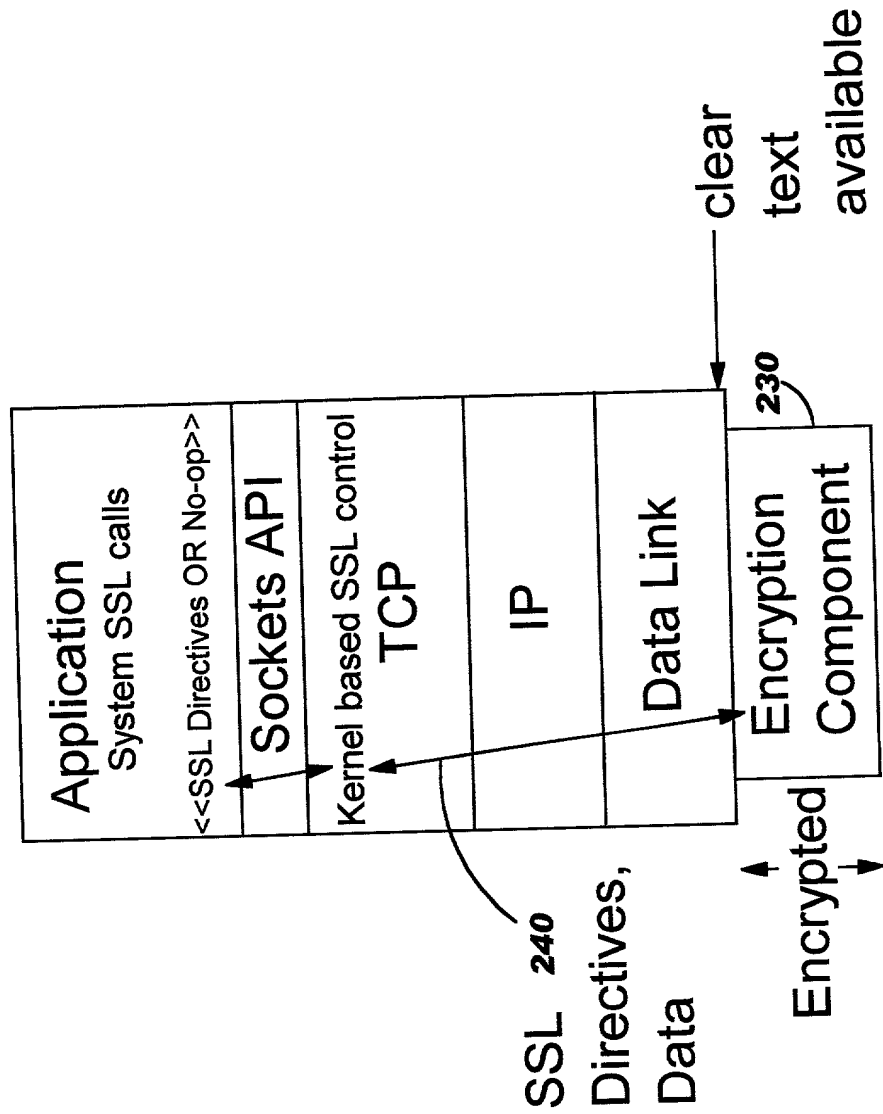 Application
System SSL calls
<<SSL Directives OR No-op>>
Sockets API
Kernel based SSL control
TCP
IP
Data Link
clear
text
available
230
Encryption
Component
240
SSL
Directives,
Data
Encrypted